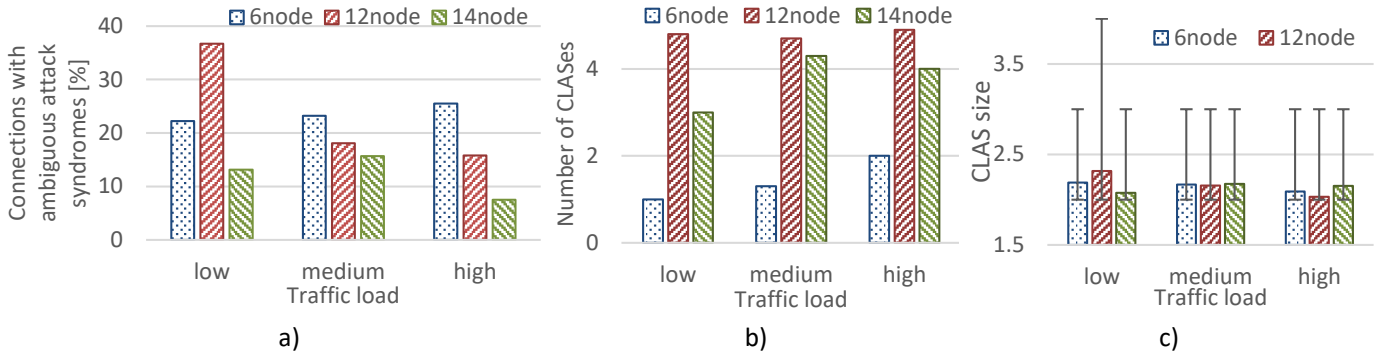 Connections with
ambiguous attack
syndromes [%]
6node 12node 14node
40
30
20
10
0
low medium high
Traffic load
a)
Number of CLASes
6node 12node 14node
4
2
0
low medium high
Traffic load
b)
CLAS size
6node 12node
3.5
2.5
1.5
low medium high
Traffic load
c)